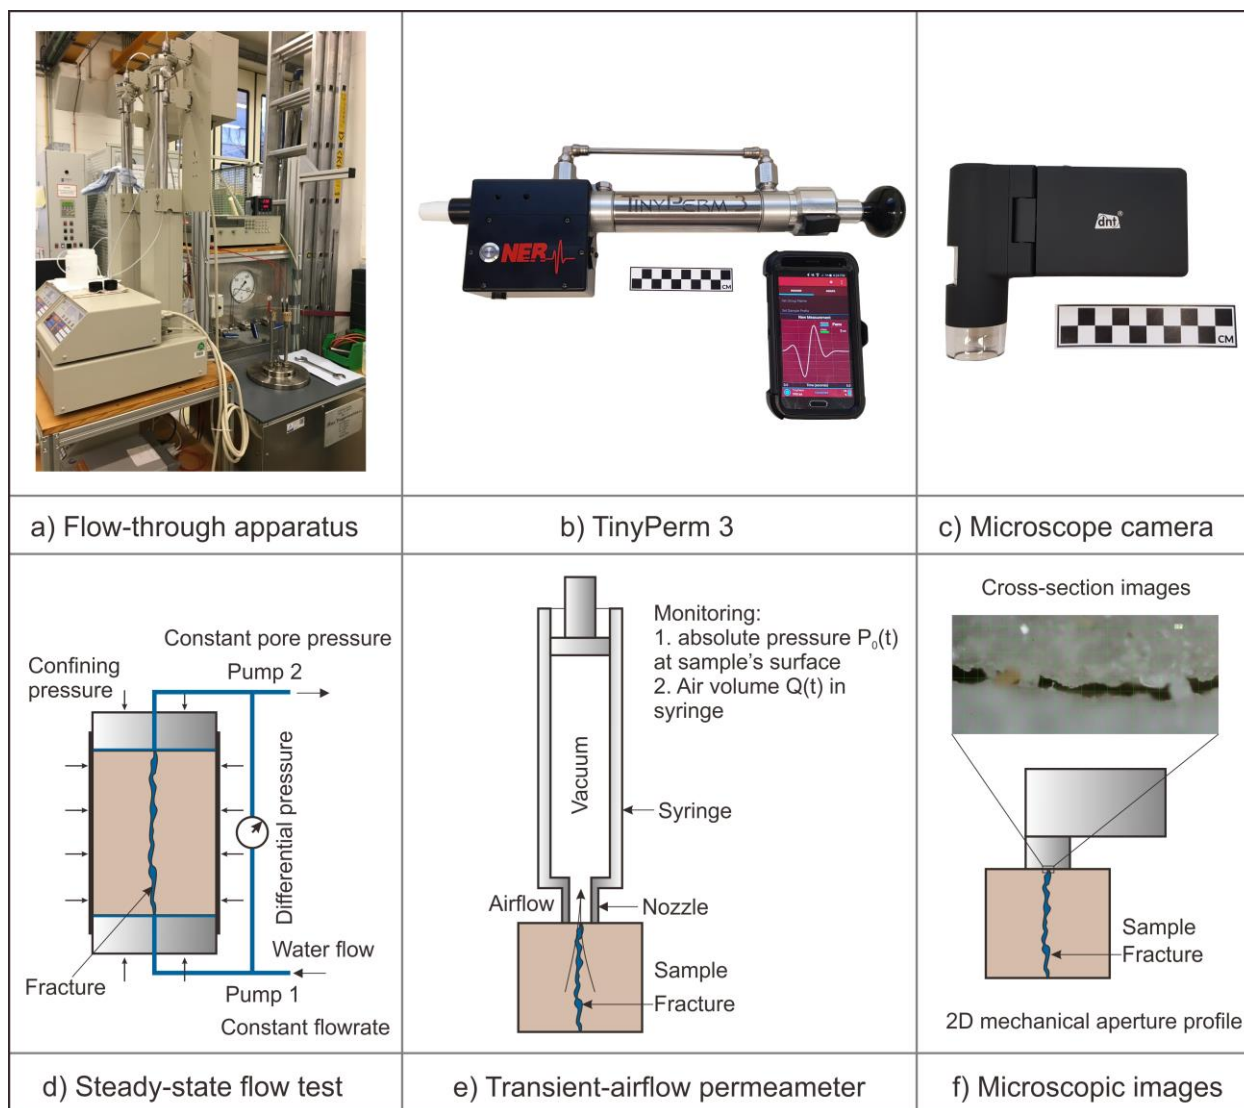 TINYPERM 3
NER
CM
New Measurement
dnt
CM
a) Flow-through apparatus
b) TinyPerm 3
c) Microscope camera
Constant pore pressure
Pump 2
Confining
pressure
Differential pressure
Water flow
Fracture
Pump 1
Constant flowrate
Monitoring:
1. absolute pressure P₀(t)
at sample's surface
2. Air volume Q(t) in
syringe
Vacuum
Syringe
Airflow
Nozzle
Sample
Fracture
Cross-section images
Sample
Fracture
2D mechanical aperture profile
d) Steady-state flow test
e) Transient-airflow permeameter
f) Microscopic images